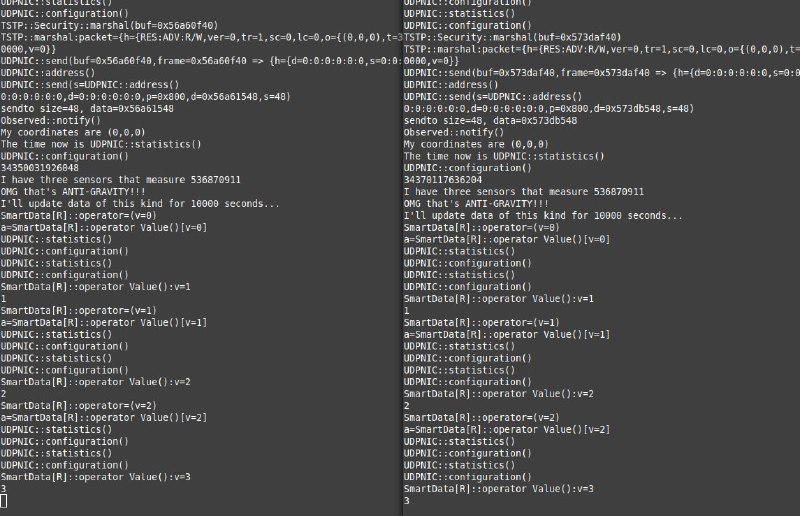 UDPNIC::statistics()
UDPNIC::configuration()
TSTP::Security::marshal(buf=0x56a60f40)
TSTP::marshal:packet={h={RES:ADV:R/W,ver=0,tr=1,sc=0,lc=0,o={(0,0,0),t=3
0000,v=0}}
UDPNIC::send(buf=0x56a60f40,frame=0x56a60f40 => {h={d=0:0:0:0:0:0,s=0:0:
UDPNIC::address()
UDPNIC::send(s=UDPNIC::address()
0:0:0:0:0:0,d=0:0:0:0:0:0,p=0x800,d=0x56a61548,s=48)
sendto size=48, data=0x56a61548
Observed::notify()
My coordinates are (0,0,0)
The time now is UDPNIC::statistics()
UDPNIC::configuration()
34350031926048
I have three sensors that measure 536870911
OMG that's ANTI-GRAVITY!!!
I'll update data of this kind for 10000 seconds...
SmartData[R]::operator=(v=0)
a=SmartData[R]::operator Value()[v=0]
UDPNIC::statistics()
UDPNIC::configuration()
UDPNIC::statistics()
UDPNIC::configuration()
SmartData[R]::operator Value():v=1
1
SmartData[R]::operator=(v=1)
a=SmartData[R]::operator Value()[v=1]
UDPNIC::statistics()
UDPNIC::configuration()
UDPNIC::statistics()
UDPNIC::configuration()
SmartData[R]::operator Value():v=2
2
SmartData[R]::operator=(v=2)
a=SmartData[R]::operator Value()[v=2]
UDPNIC::statistics()
UDPNIC::configuration()
UDPNIC::statistics()
UDPNIC::configuration()
SmartData[R]::operator Value():v=3
3
UDPNIC::configuration()
UDPNIC::statistics()
UDPNIC::configuration()
TSTP::Security::marshal(buf=0x573daf40)
TSTP::marshal:packet={h={RES:ADV:R/W,ver=0,tr=1,sc=0,lc=0,o={(0,0,0),t=
0000,v=0}}
UDPNIC::send(buf=0x573daf40,frame=0x573daf40 => {h={d=0:0:0:0:0:0,s=0:0
UDPNIC::address()
UDPNIC::send(s=UDPNIC::address()
0:0:0:0:0:0,d=0:0:0:0:0:0,p=0x800,d=0x573db548,s=48)
sendto size=48, data=0x573db548
Observed::notify()
My coordinates are (0,0,0)
The time now is UDPNIC::statistics()
UDPNIC::configuration()
34370117636204
I have three sensors that measure 536870911
OMG that's ANTI-GRAVITY!!!
I'll update data of this kind for 10000 seconds...
SmartData[R]::operator=(v=0)
a=SmartData[R]::operator Value()[v=0]
UDPNIC::statistics()
UDPNIC::configuration()
UDPNIC::statistics()
UDPNIC::configuration()
SmartData[R]::operator Value():v=1
1
SmartData[R]::operator=(v=1)
a=SmartData[R]::operator Value()[v=1]
UDPNIC::statistics()
UDPNIC::configuration()
UDPNIC::statistics()
UDPNIC::configuration()
SmartData[R]::operator Value():v=2
2
SmartData[R]::operator=(v=2)
a=SmartData[R]::operator Value()[v=2]
UDPNIC::statistics()
UDPNIC::configuration()
UDPNIC::statistics()
UDPNIC::configuration()
SmartData[R]::operator Value():v=3
3